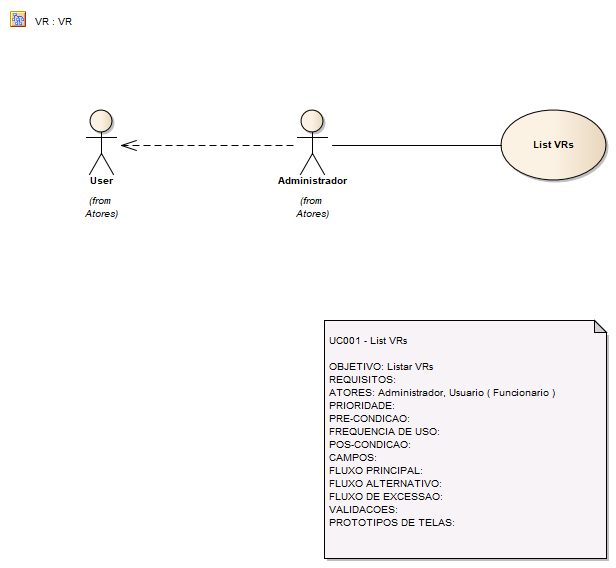 VR : VR
User
(from
Atores)
Administrador
(from
Atores)
List VRs
UC001 - List VRs
OBJETIVO: Listar VRs
REQUISITOS:
ATORES: Administrador, Usuario ( Funcionario )
PRIORIDADE:
PRE-CONDICAO:
FREQUENCIA DE USO:
POS-CONDICAO:
CAMPOS:
FLUXO PRINCIPAL:
FLUXO ALTERNATIVO:
FLUXO DE EXCESSAO:
VALIDACOES:
PROTOTIPOS DE TELAS: